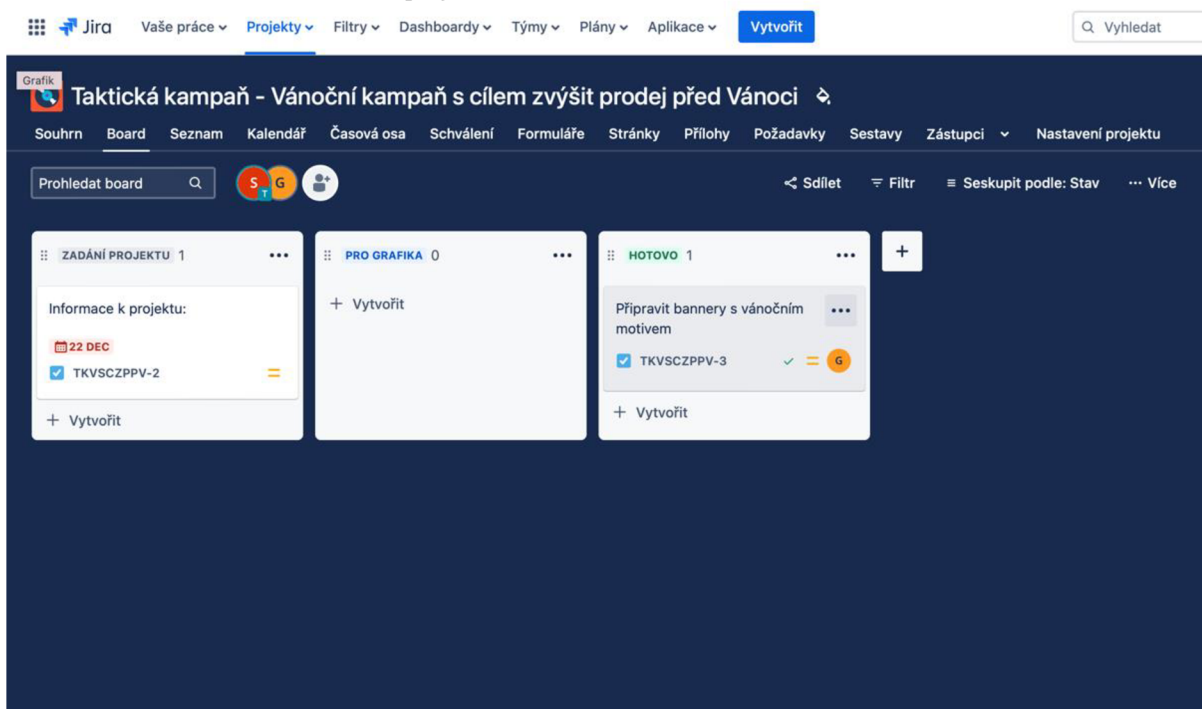 Jira Vaše práce Projekty Filtry Dashboardy Týmy Plány Aplikace Vytvořit Vyhledat
Grafik
Taktická kampaň - Vánoční kampaň s cílem zvýšit prodej před Vánoci
Souhrn Board Seznam Kalendář Časová osa Schválení Formuláře Stránky Přílohy Požadavky Sestavy Zástupci Nastavení projektu
Prohledat board S T G Sdílet Filtr Seskupit podle: Stav ••• Více
ZADÁNÍ PROJEKTU 1 •••
Informace k projektu:
22 DEC
TKVSCZPPV-2
+ Vytvořit
PRO GRAFIKA 0 •••
+ Vytvořit
HOTOVO 1 •••
Připravit bannery s vánočním •••
motivem
TKVSCZPPV-3 G
+ Vytvořit
+